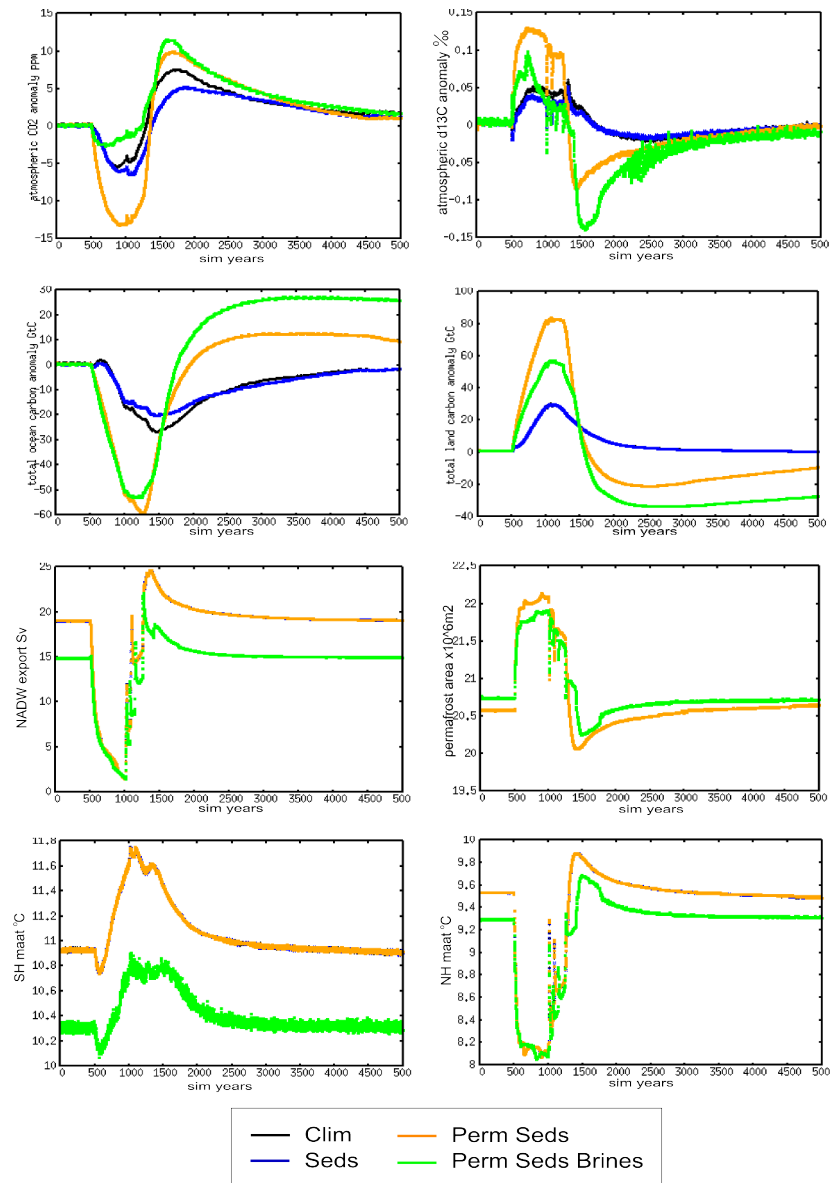 atmospheric CO2 anomaly ppm
15
10
5
0
−5
−10
−15
0 500 1000 1500 2000 2500 3000 3500 4000 4500 500
sim years
atmospheric d13C anomaly ‰
0.15
0.1
0.05
0
−0.05
−0.1
−0.15
0 500 1000 1500 2000 2500 3000 3500 4000 4500 500
sim years
total ocean carbon anomaly GtC
30
20
10
0
−10
−20
−30
−40
−50
−60
0 500 1000 1500 2000 2500 3000 3500 4000 4500 500
sim years
total land carbon anomaly GtC
100
80
60
40
20
0
−20
−40
0 500 1000 1500 2000 2500 3000 3500 4000 4500 500
sim years
NADW export Sv
25
20
15
10
5
0
0 500 1000 1500 2000 2500 3000 3500 4000 4500 500
sim years
permafrost area x10^6m2
22.5
22
21.5
21
20.5
20
19.5
0 500 1000 1500 2000 2500 3000 3500 4000 4500 500
sim years
SH maat °C
11.8
11.6
11.4
11.2
11
10.8
10.6
10.4
10.2
10
0 500 1000 1500 2000 2500 3000 3500 4000 4500 500
sim years
NH maat °C
10
9.8
9.6
9.4
9.2
9
8.8
8.6
8.4
8.2
8
0 500 1000 1500 2000 2500 3000 3500 4000 4500 500
sim years
Clim Perm Seds
Seds Perm Seds Brines